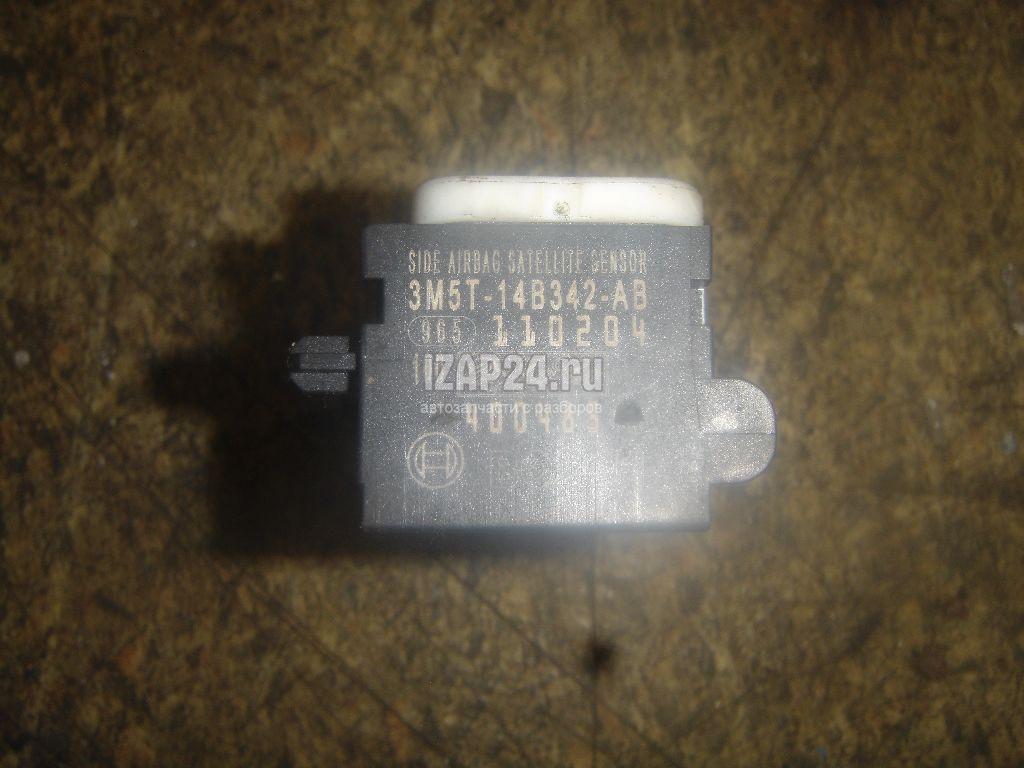 SIDE AIRBAG SATELLITE SENSOR
3M5T-14B342-AB
965 110204
IZAP24.ru
автозапчасти с разборов